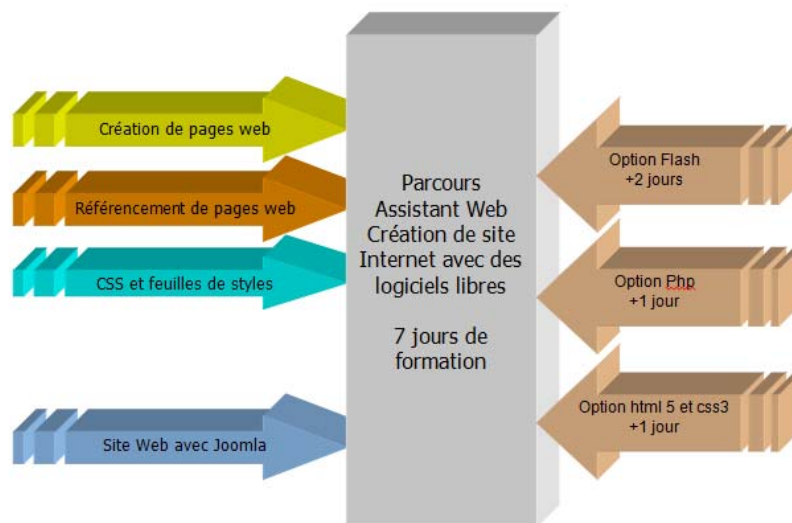 Création de pages web
Référencement de pages web
CSS et feuilles de styles
Site Web avec Joomla
Parcours
Assistant Web
Création de site
Internet avec des
logiciels libres
7 jours de
formation
Option Flash
+2 jours
Option Php
+1 jour
Option html 5 et css3
+1 jour